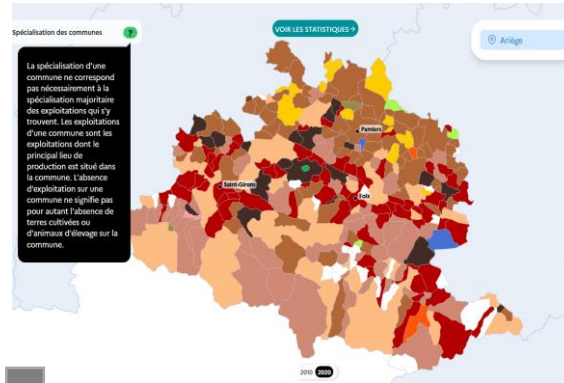 Spécialisation des communes
?
VOIR LES STATISTIQUES →
Ariège
La spécialisation d'une
commune ne correspond
pas nécessairement à la
spécialisation majoritaire
des exploitations qui s'y
trouvent. Les exploitations
d'une commune sont les
exploitations dont le
principal lieu de
production est situé dans
la commune. L'absence
d'exploitation sur une
commune ne signifie pas
pour autant l'absence de
terres cultivées ou
d'animaux d'élevage sur la
commune.
Pamiers
Saint-Girons
Foix
2010 2020